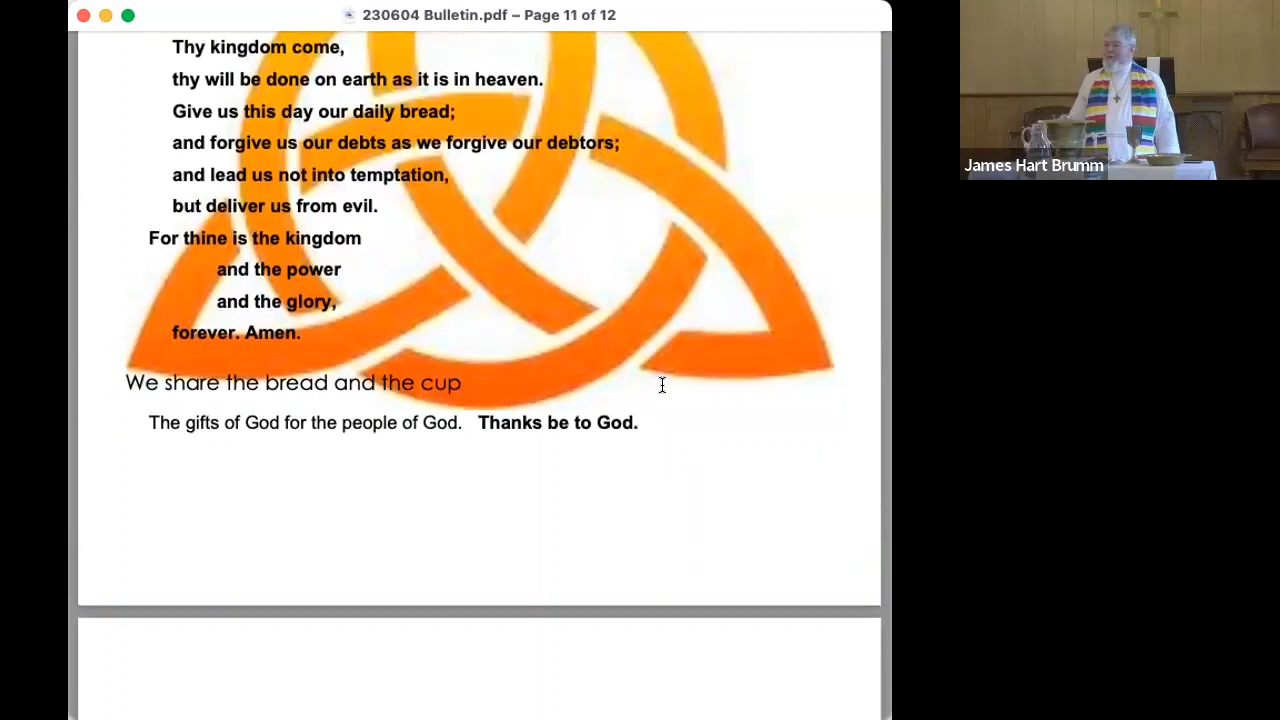 230604 Bulletin.pdf – Page 11 of 12
Thy kingdom come,
thy will be done on earth as it is in heaven.
Give us this day our daily bread;
and forgive us our debts as we forgive our debtors;
and lead us not into temptation,
but deliver us from evil.
For thine is the kingdom
and the power
and the glory,
forever. Amen.
We share the bread and the cup
The gifts of God for the people of God. Thanks be to God.
James Hart Brumm